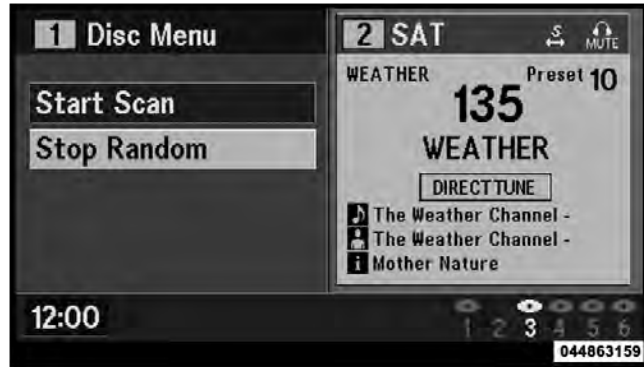 1 Disc Menu
Start Scan
Stop Random
2 SAT
S
MUTE
WEATHER Preset 10
135
WEATHER
DIRECT TUNE
The Weather Channel -
The Weather Channel -
i Mother Nature
12:00
1 2 3 4 5 6
044863159